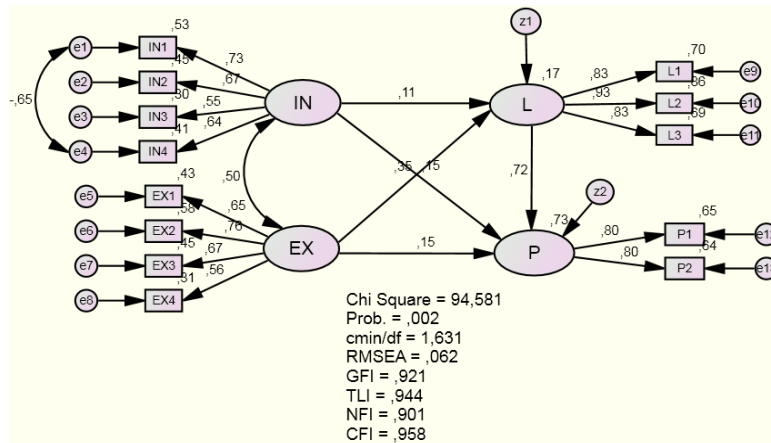 z1
,53
e1
IN1
,73
,45
e2
IN2
,67
-,65
,30
e3
IN3
,55
,41
e4
IN4
,64
IN
,11
,17
L
,83
,70
L1
e9
,93
,86
L2
e10
,83
,69
L3
e11
,50
,35
,15
,72
z2
,43
e5
EX1
,65
,58
e6
EX2
,76
,45
e7
EX3
,67
,31
e8
EX4
,56
EX
,15
,73
P
,80
,65
P1
,80
,64
P2
Chi Square = 94,581
Prob. = ,002
cmin/df = 1,631
RMSEA = ,062
GFI = ,921
TLI = ,944
NFI = ,901
CFI = ,958